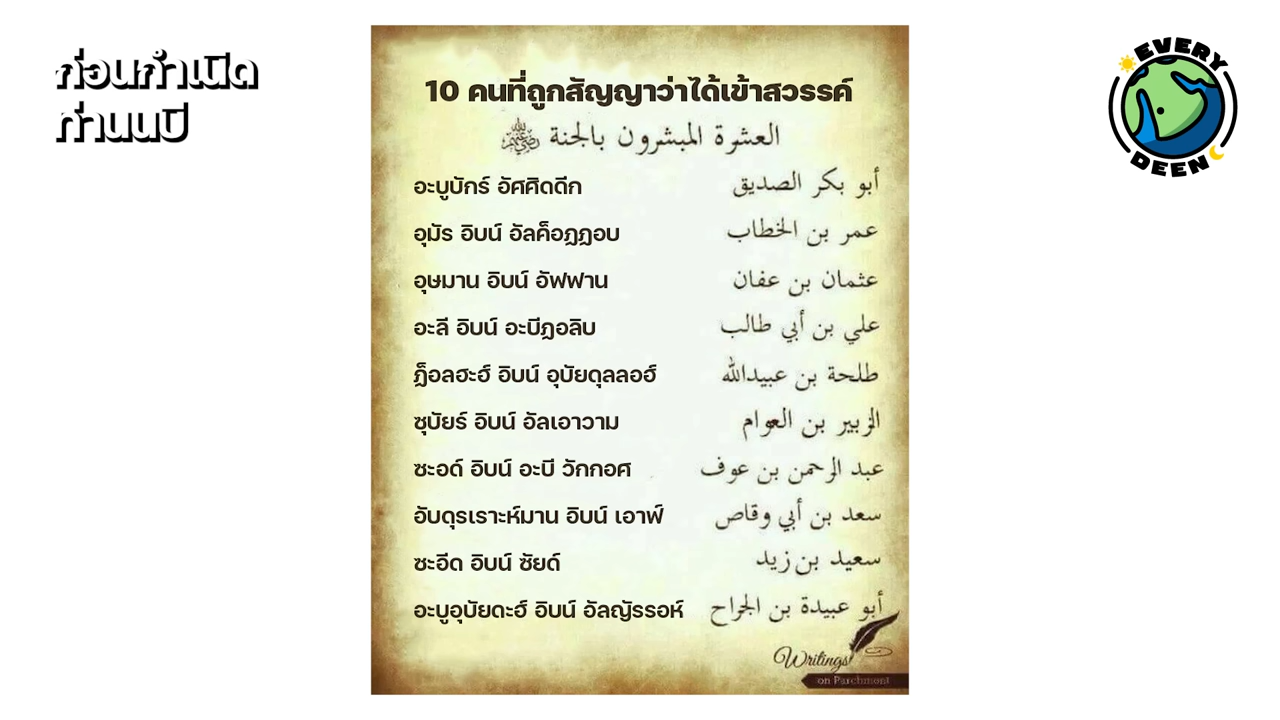 ก่อนกำเนิด
ท่านนบี
EVERY
DEEN
10 คนที่ถูกสัญญาว่าได้เข้าสวรรค์
العشرة المبشرون بالجنة ﷺ
อะบูบักร์ อัศศิดดีก أبو بكر الصديق
อุมัร อิบน์ อัลค็อฏฏอบ عمر بن الخطاب
อุษมาน อิบน์ อัฟฟาน عثمان بن عفان
อะลี อิบน์ อะบีฏอลิบ علي بن أبي طالب
ฏ็อลฮะฮ์ อิบน์ อุบัยดุลลอฮ์ طلحة بن عبيدالله
ซุบัยร์ อิบน์ อัลเอาวาม الزبير بن العوام
ซะอด์ อิบน์ อะบี วักกอศ عبد الرحمن بن عوف
อับดุรเราะห์มาน อิบน์ เอาฟ์ سعد بن أبي وقاص
ซะอีด อิบน์ ซัยด์ سعيد بن زيد
อะบูอุบัยดะฮ์ อิบน์ อัลญัรรอห์ أبو عبيدة بن الجراح
Writings
on Parchment